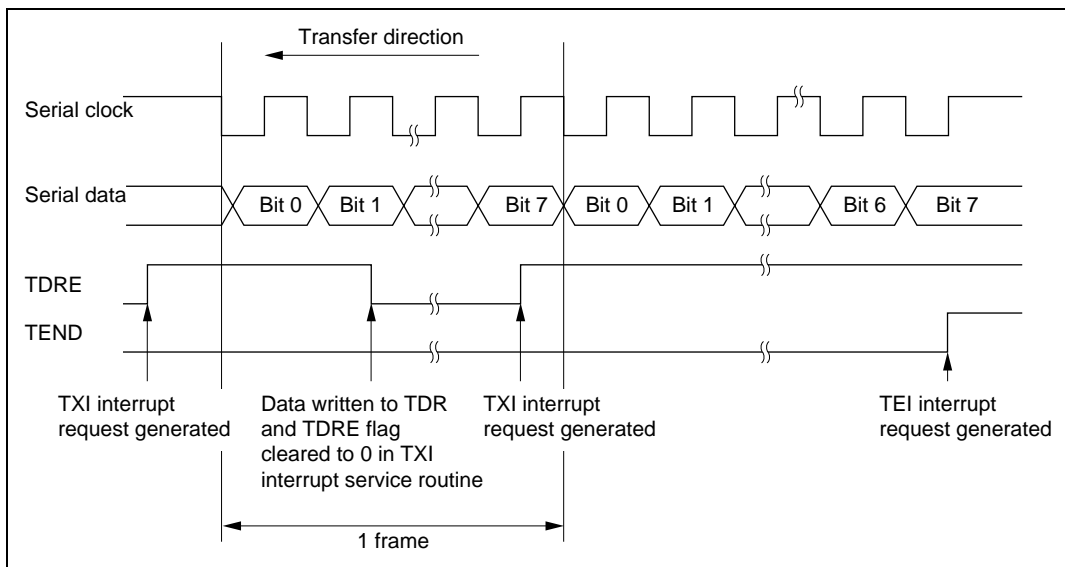 Transfer direction
Serial clock
Serial data
Bit 0
Bit 1
Bit 7
Bit 0
Bit 1
Bit 6
Bit 7
TDRE
TEND
TXI interrupt
request generated
Data written to TDR
and TDRE flag
cleared to 0 in TXI
interrupt service routine
TXI interrupt
request generated
TEI interrupt
request generated
1 frame